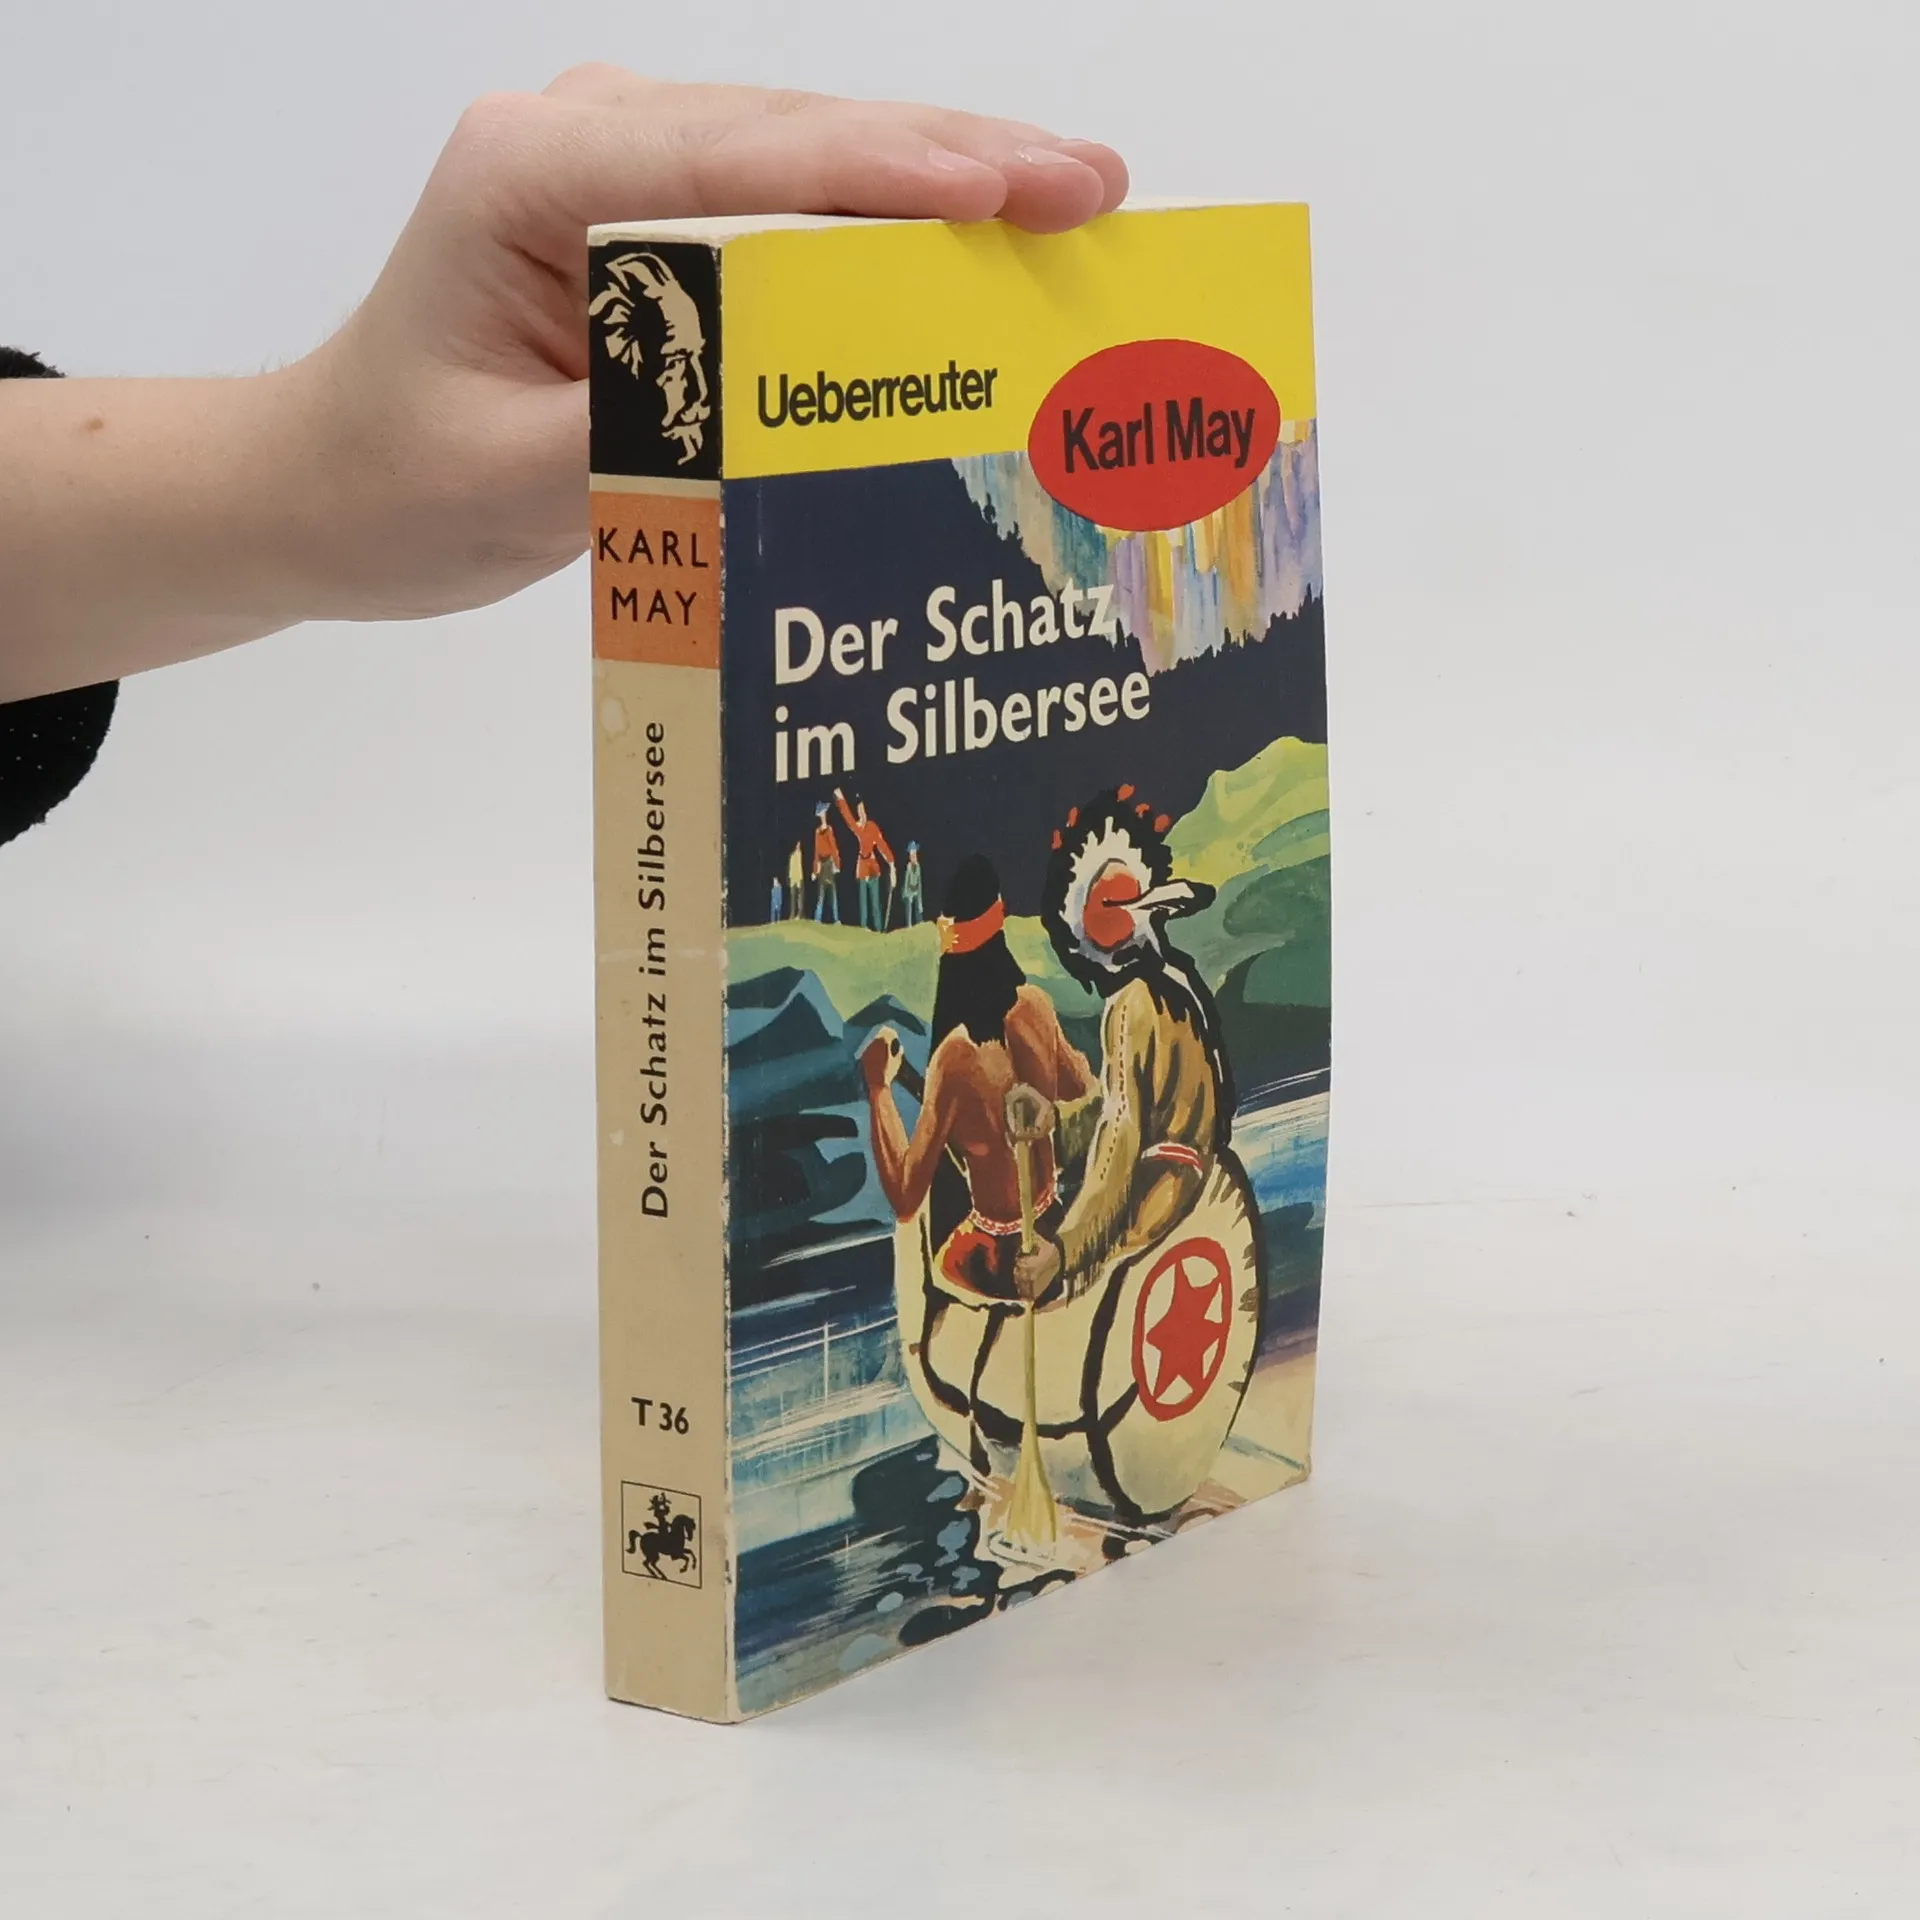 KARL
MAY
Der Schatz im Silbersee
T 36
Ueberreuter
Karl May
Der Schatz
im Silbersee